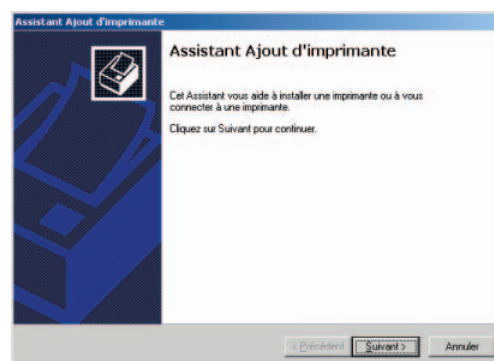 Assistant Ajout d'imprimante
Assistant Ajout d'imprimante
Cet Assistant vous aide à installer une imprimante ou à vous
connecter à une imprimante.
Cliquez sur Suivant pour continuer.
< Précédent Suivant > Annuler